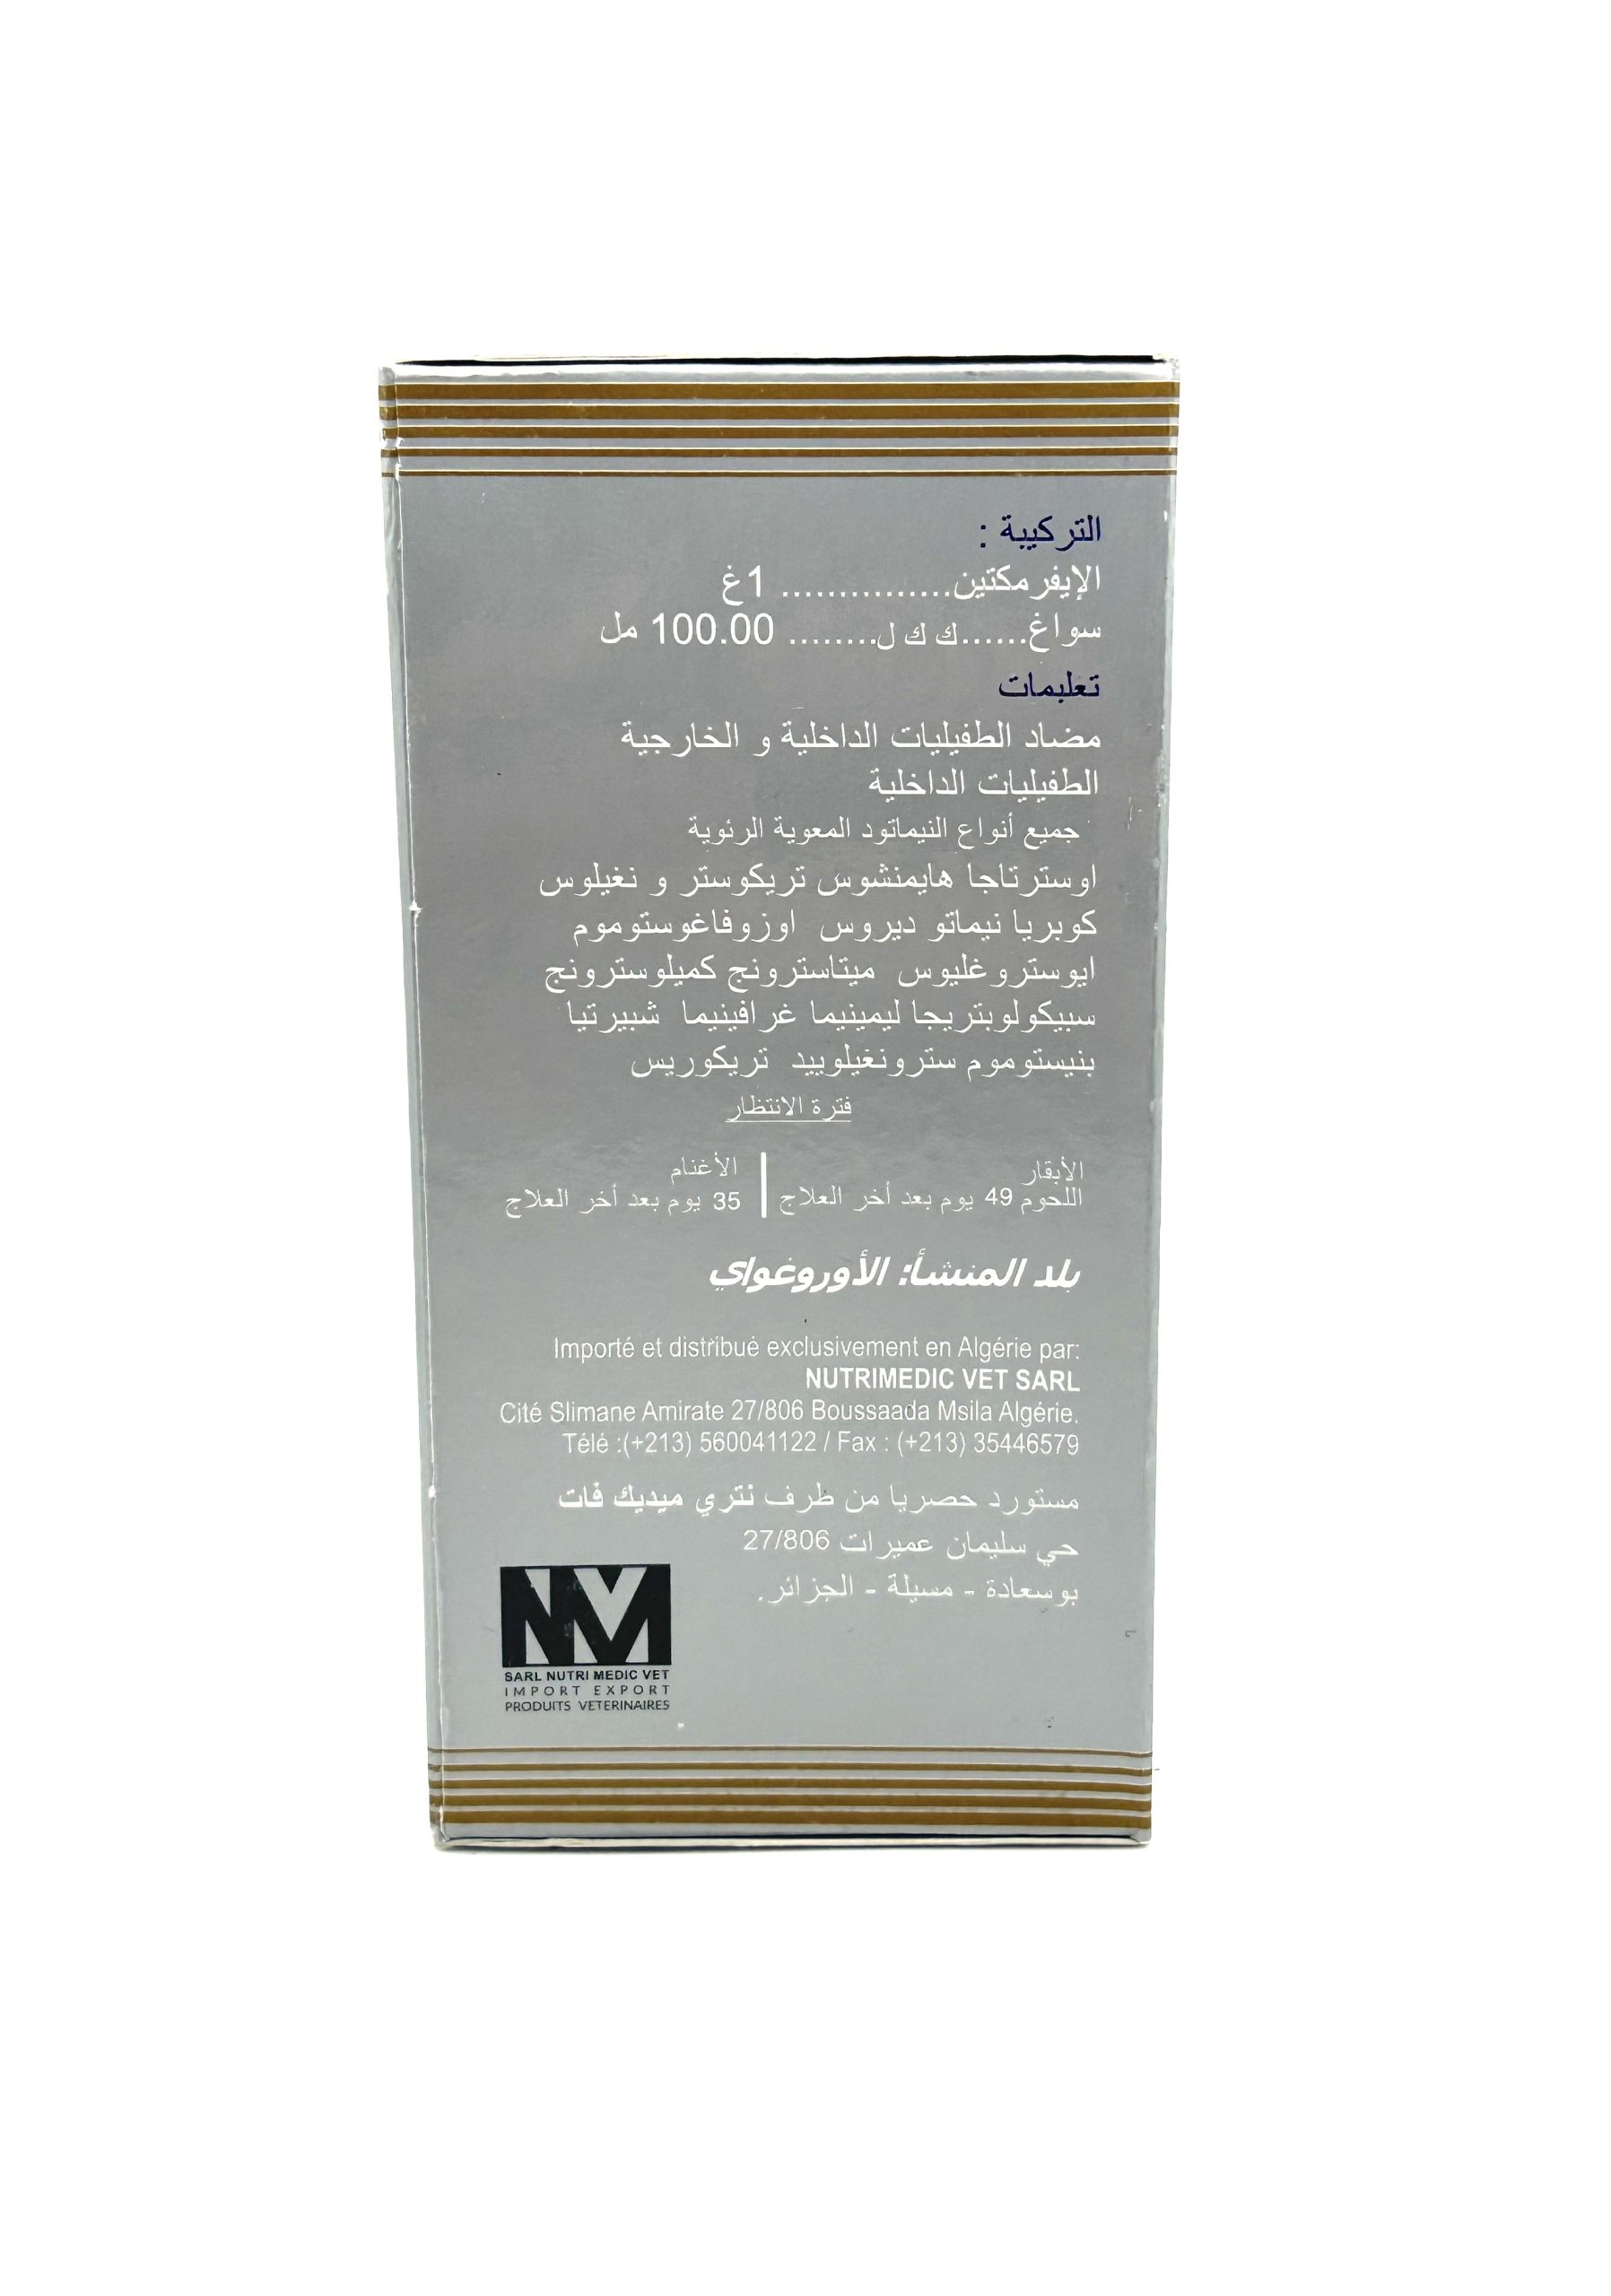 التركيبة :
الإيفرمكتين............... 1غ
سواغ......ك ك ل........ 100.00 مل
تعليمات
مضاد الطفيليات الداخلية و الخارجية
الطفيليات الداخلية
جميع أنواع النيماتود المعوية الرئوية
اوسترتاجا هايمنشوس تريكوستر و نغيلوس
كوبريا نيماتو ديروس اوزوفاغوستوموم
ايوستروغليوس ميتاسترونج كميلوسترونج
سبيكولوبتريجا ليمينيما غرافينيما شبيرتيا
بنيستوموم سترونغيلوييد تريكوريس
فترة الانتظار
الأبقار
اللحوم 49 يوم بعد أخر العلاج
الأغنام
35 يوم بعد أخر العلاج
بلد المنشأ: الأوروغواي
Importé et distribué exclusivement en Algérie par:
NUTRIMEDIC VET SARL
Cité Slimane Amirate 27/806 Boussaada Msila Algérie.
Télé :(+213) 560041122 / Fax : (+213) 35446579
مستورد حصريا من طرف نتري ميديك فات
حي سليمان عميرات 27/806
بوسعادة - مسيلة - الجزائر.
NM
SARL NUTRI MEDIC VET
IMPORT EXPORT
PRODUITS VETERINAIRES